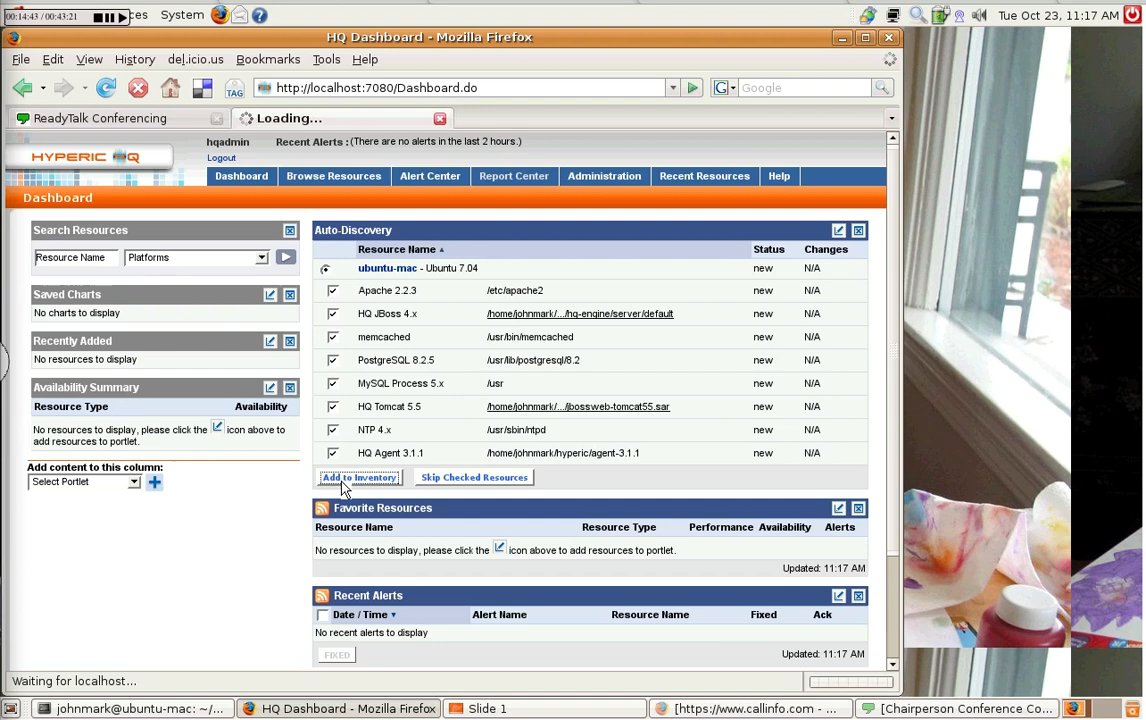 00:14:43 / 00:43:21
ces System
Tue Oct 23, 11:17 AM
HQ Dashboard - Mozilla Firefox
File Edit View History del.icio.us Bookmarks Tools Help
TAG http://localhost:7080/Dashboard.do G Google
ReadyTalk Conferencing Loading...
hqadmin Recent Alerts : (There are no alerts in the last 2 hours.)
HYPERIC HQ
Logout
Dashboard Browse Resources Alert Center Report Center Administration Recent Resources Help
Dashboard
Search Resources
Resource Name Platforms
Saved Charts
No charts to display
Recently Added
No resources to display
Availability Summary
Resource Type Availability
No resources to display, please click the icon above to
add resources to portlet.
Add content to this column:
Select Portlet
Auto-Discovery
Resource Name Status Changes
ubuntu-mac - Ubuntu 7.04 new N/A
Apache 2.2.3 /etc/apache2 new N/A
HQ JBoss 4.x /home/johnmark/.../hq-engine/server/default new N/A
memcached /usr/bin/memcached new N/A
PostgreSQL 8.2.5 /usr/lib/postgresql/8.2 new N/A
MySQL Process 5.x /usr new N/A
HQ Tomcat 5.5 /home/johnmark/.../jbossweb-tomcat55.sar new N/A
NTP 4.x /usr/sbin/ntpd new N/A
HQ Agent 3.1.1 /home/johnmark/hyperic/agent-3.1.1 new N/A
Add to Inventory Skip Checked Resources
Favorite Resources
Resource Name Resource Type Performance Availability Alerts
No resources to display, please click the icon above to add resources to portlet.
Updated: 11:17 AM
Recent Alerts
Date / Time Alert Name Resource Name Fixed Ack
No recent alerts to display
FIXED Updated: 11:17 AM
Waiting for localhost...
johnmark@ubuntu-mac: ~/... HQ Dashboard - Mozilla Firefox Slide 1 [https://www.callinfo.com - ... [Chairperson Conference Co...